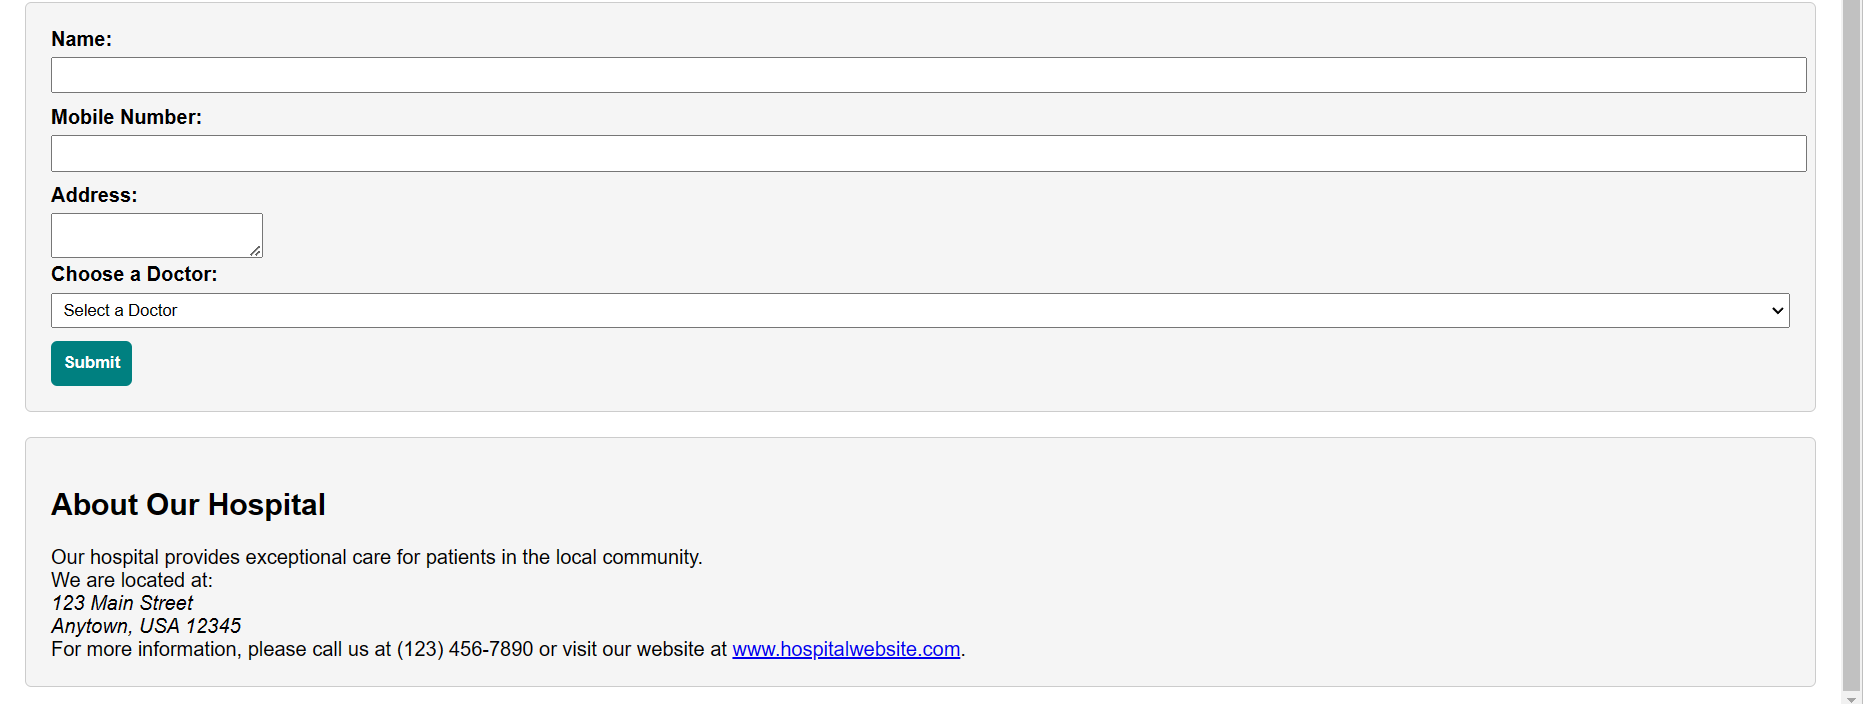 Name:
Mobile Number:
Address:
Choose a Doctor:
Select a Doctor
Submit
About Our Hospital
Our hospital provides exceptional care for patients in the local community.
We are located at:
123 Main Street
Anytown, USA 12345
For more information, please call us at (123) 456-7890 or visit our website at www.hospitalwebsite.com.